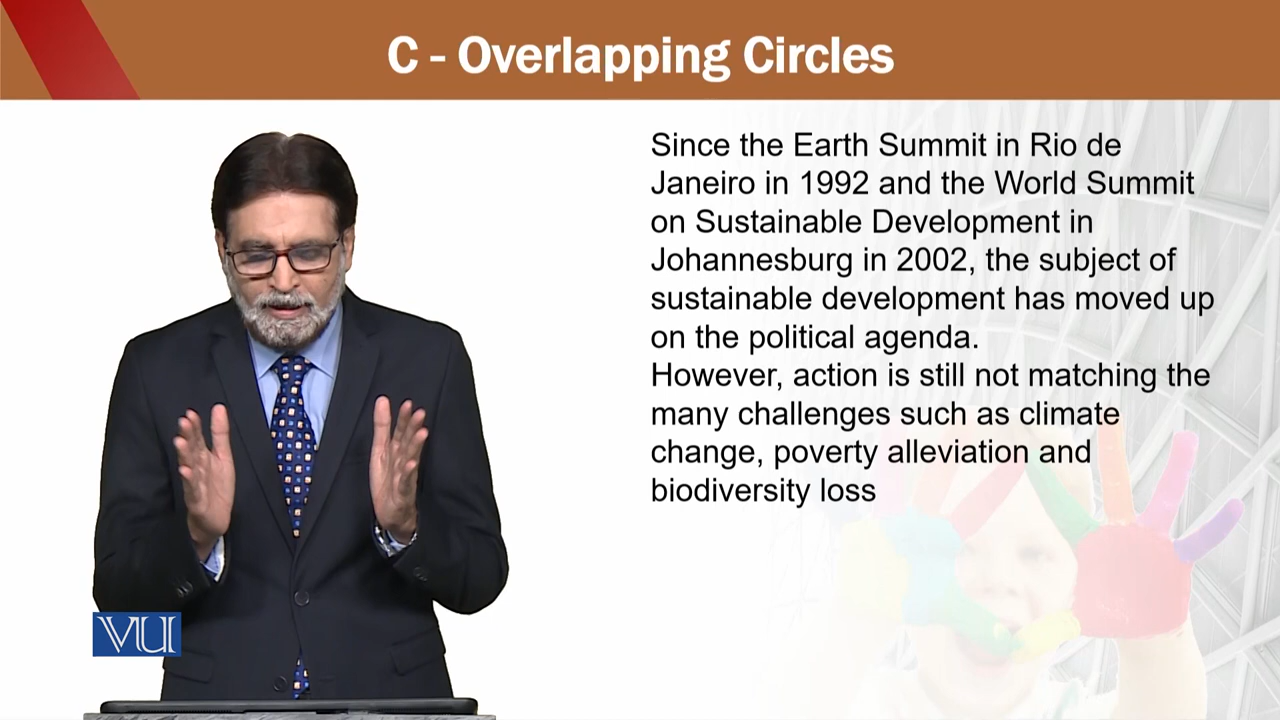 C - Overlapping Circles
Since the Earth Summit in Rio de
Janeiro in 1992 and the World Summit
on Sustainable Development in
Johannesburg in 2002, the subject of
sustainable development has moved up
on the political agenda.
However, action is still not matching the
many challenges such as climate
change, poverty alleviation and
biodiversity loss
VU